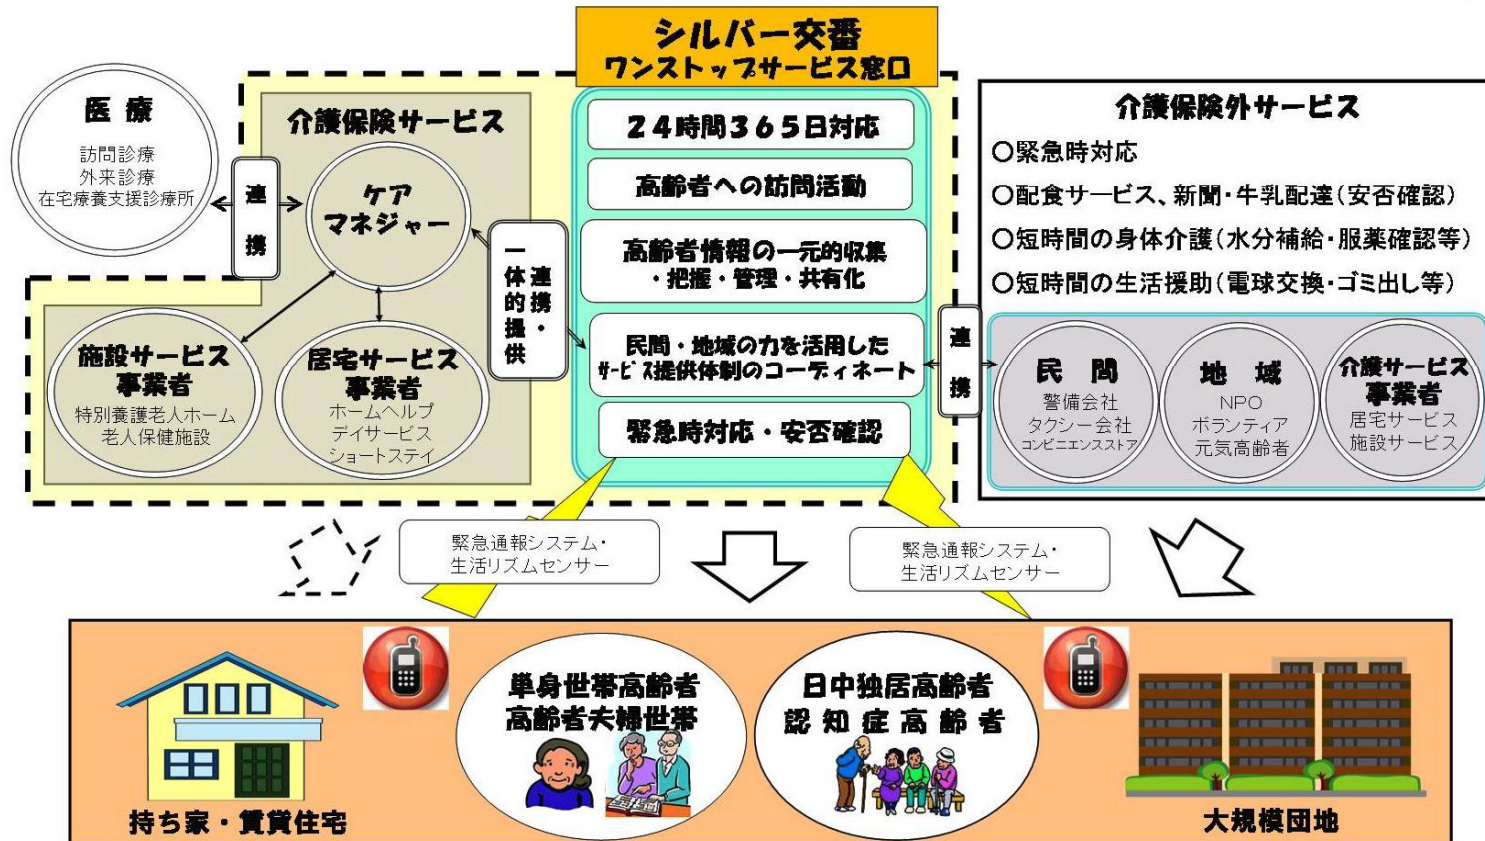 シルバー交番
ワンストップサービス窓口
医療
訪問診療
外来診療
在宅療養支援診療所
連携
介護保険サービス
ケア
マネジャー
連携・
一体的提供
施設サービス
事業者
特別養護老人ホーム
老人保健施設
居宅サービス
事業者
ホームヘルプ
デイサービス
ショートステイ
24時間365日対応
高齢者への訪問活動
高齢者情報の一元的収集
・把握・管理・共有化
民間・地域の力を活用した
サービス提供体制のコーディネート
緊急時対応・安否確認
連携
介護保険外サービス
○緊急時対応
○配食サービス、新聞・牛乳配達(安否確認)
○短時間の身体介護(水分補給・服薬確認等)
○短時間の生活援助(電球交換・ゴミ出し等)
民間
警備会社
タクシー会社
コンビニエンスストア
地域
NPO
ボランティア
元気高齢者
介護サービス
事業者
居宅サービス
施設サービス
緊急通報システム・
生活リズムセンサー
緊急通報システム・
生活リズムセンサー
持ち家・賃貸住宅
単身世帯高齢者
高齢者夫婦世帯
日中独居高齢者
認知症高齢者
大規模団地